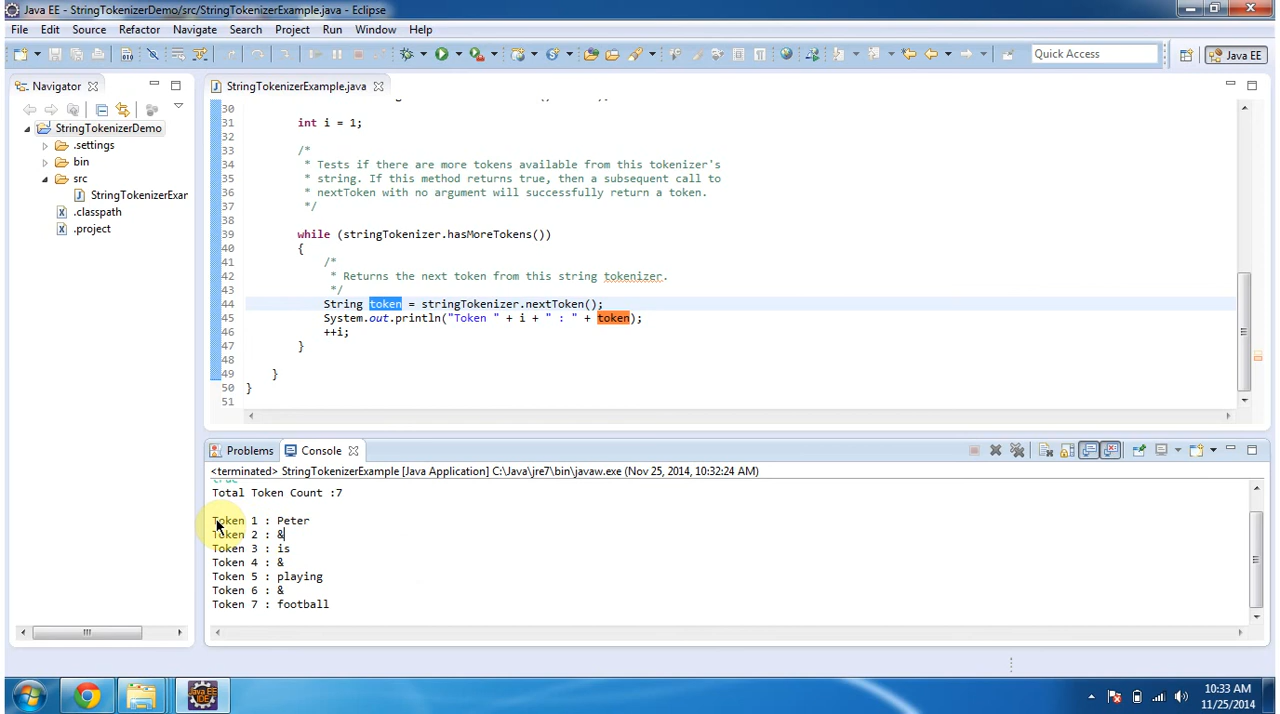 Java EE - StringTokenizerDemo/src/StringTokenizerExample.java - Eclipse
File Edit Source Refactor Navigate Search Project Run Window Help
Quick Access
Java EE
Navigator
StringTokenizerExample.java
StringTokenizerDemo
.settings
bin
src
StringTokenizerExar
.classpath
.project
30
31 int i = 1;
32
33 /*
34 * Tests if there are more tokens available from this tokenizer's
35 * string. If this method returns true, then a subsequent call to
36 * nextToken with no argument will successfully return a token.
37 */
38
39 while (stringTokenizer.hasMoreTokens())
40 {
41 /*
42 * Returns the next token from this string tokenizer.
43 */
44 String token = stringTokenizer.nextToken();
45 System.out.println("Token " + i + " : " + token);
46 ++i;
47 }
48
49 }
50 }
51
Problems Console
<terminated> StringTokenizerExample [Java Application] C:\Java\jre7\bin\javaw.exe (Nov 25, 2014, 10:32:24 AM)
true
Total Token Count :7
Token 1 : Peter
Token 2 : &
Token 3 : is
Token 4 : &
Token 5 : playing
Token 6 : &
Token 7 : football
Java EE
IDE
10:33 AM
11/25/2014